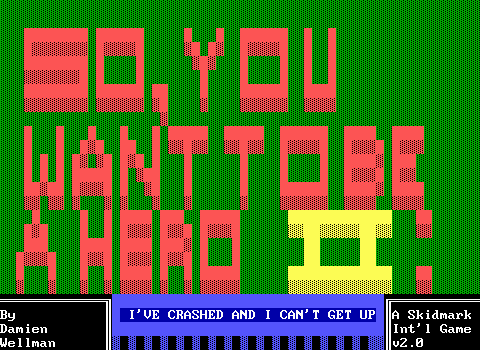 SO, YOU
WANT TO BE
A HERO II :
By
Damien
Wellman
I'VE CRASHED AND I CAN'T GET UP
A Skidmark
Int'l Game
v2.0